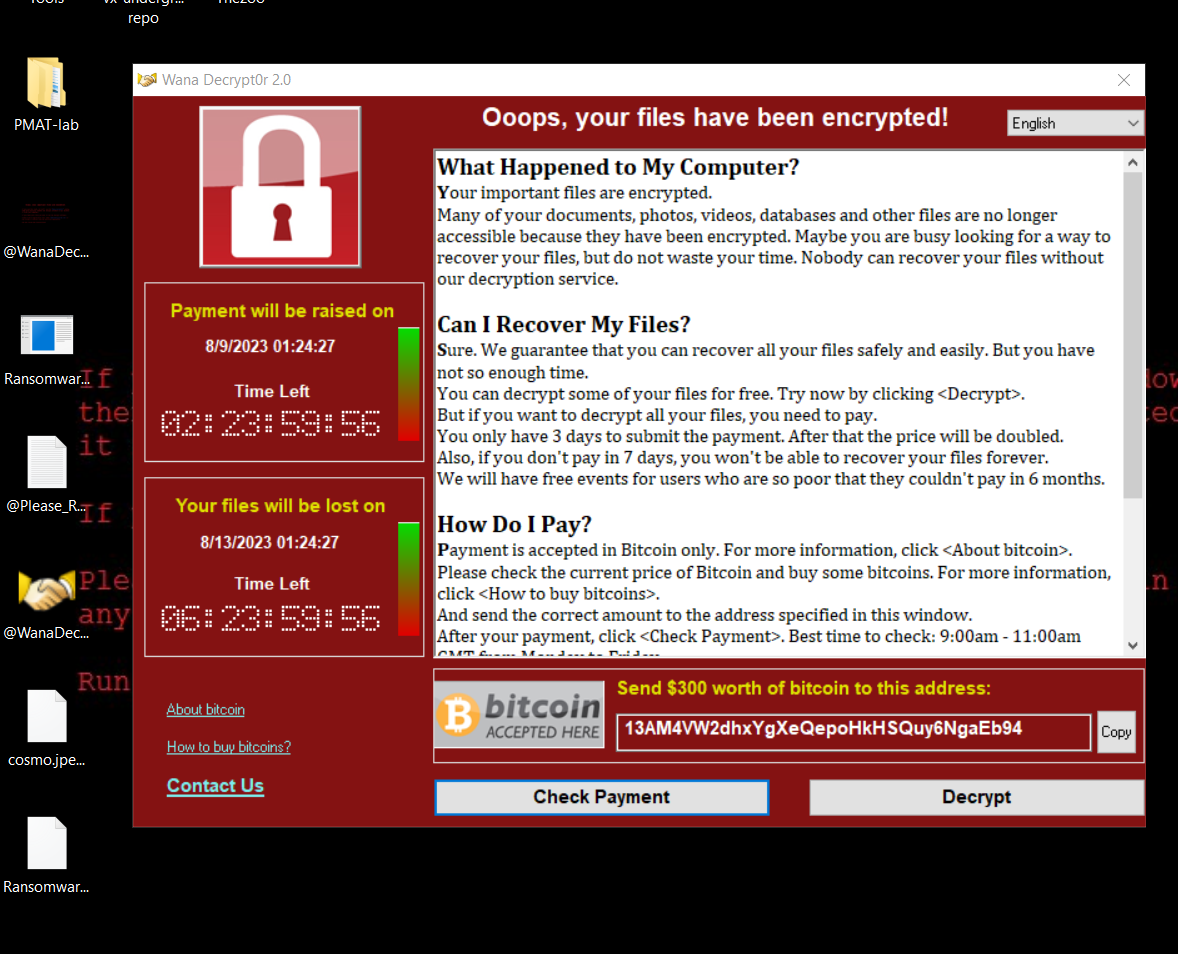 Tools
vx-undergr...
repo
TheZoo
PMAT-lab
@WanaDec...
Ransomwar...
@Please_R...
@WanaDec...
cosmo.jpe...
Ransomwar...
If
the
it
If
Ple
any
Run
n
Wana Decrypt0r 2.0
Ooops, your files have been encrypted!
English
Payment will be raised on
8/9/2023 01:24:27
Time Left
02:23:59:56
Your files will be lost on
8/13/2023 01:24:27
Time Left
06:23:59:56
About bitcoin
How to buy bitcoins?
Contact Us
What Happened to My Computer?
Your important files are encrypted.
Many of your documents, photos, videos, databases and other files are no longer
accessible because they have been encrypted. Maybe you are busy looking for a way to
recover your files, but do not waste your time. Nobody can recover your files without
our decryption service.
Can I Recover My Files?
Sure. We guarantee that you can recover all your files safely and easily. But you have
not so enough time.
You can decrypt some of your files for free. Try now by clicking <Decrypt>.
But if you want to decrypt all your files, you need to pay.
You only have 3 days to submit the payment. After that the price will be doubled.
Also, if you don't pay in 7 days, you won't be able to recover your files forever.
We will have free events for users who are so poor that they couldn't pay in 6 months.
How Do I Pay?
Payment is accepted in Bitcoin only. For more information, click <About bitcoin>.
Please check the current price of Bitcoin and buy some bitcoins. For more information,
click <How to buy bitcoins>.
And send the correct amount to the address specified in this window.
After your payment, click <Check Payment>. Best time to check: 9:00am - 11:00am
GMT from Monday to Friday.
bitcoin
ACCEPTED HERE
Send $300 worth of bitcoin to this address:
13AM4VW2dhxYgXeQepoHkHSQuy6NgaEb94
Copy
Check Payment
Decrypt